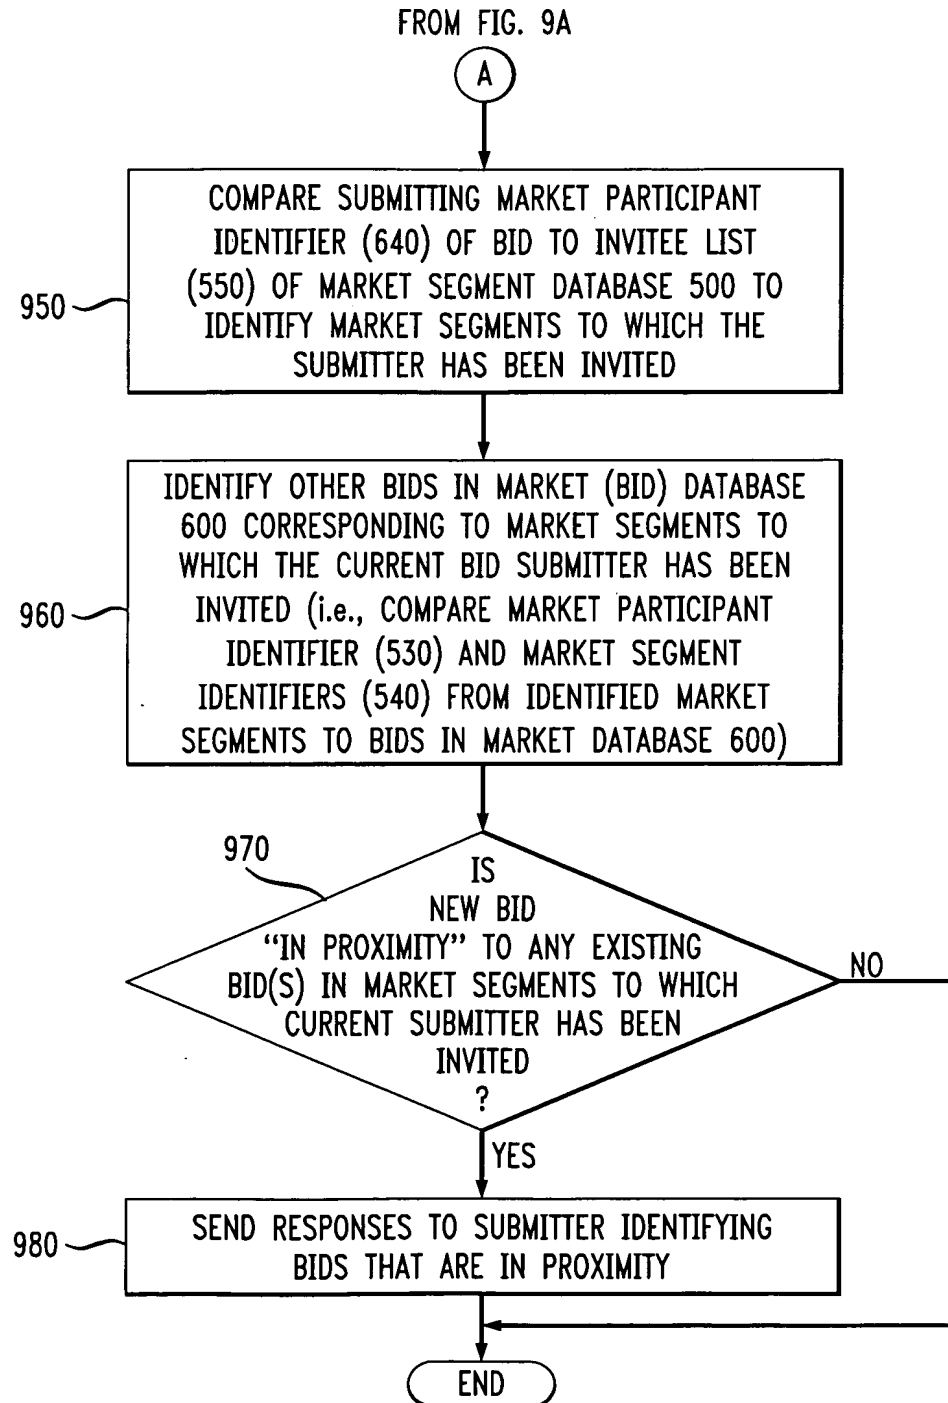 FROM FIG. 9A
A
COMPARE SUBMITTING MARKET PARTICIPANT
IDENTIFIER (640) OF BID TO INVITEE LIST
(550) OF MARKET SEGMENT DATABASE 500 TO
IDENTIFY MARKET SEGMENTS TO WHICH THE
SUBMITTER HAS BEEN INVITED
950
IDENTIFY OTHER BIDS IN MARKET (BID) DATABASE
600 CORRESPONDING TO MARKET SEGMENTS TO
WHICH THE CURRENT BID SUBMITTER HAS BEEN
INVITED (i.e., COMPARE MARKET PARTICIPANT
IDENTIFIER (530) AND MARKET SEGMENT
IDENTIFIERS (540) FROM IDENTIFIED MARKET
SEGMENTS TO BIDS IN MARKET DATABASE 600)
960
970
IS
NEW BID
“IN PROXIMITY” TO ANY EXISTING
BID(S) IN MARKET SEGMENTS TO WHICH
CURRENT SUBMITTER HAS BEEN
INVITED
?
NO
YES
SEND RESPONSES TO SUBMITTER IDENTIFYING
BIDS THAT ARE IN PROXIMITY
980
END